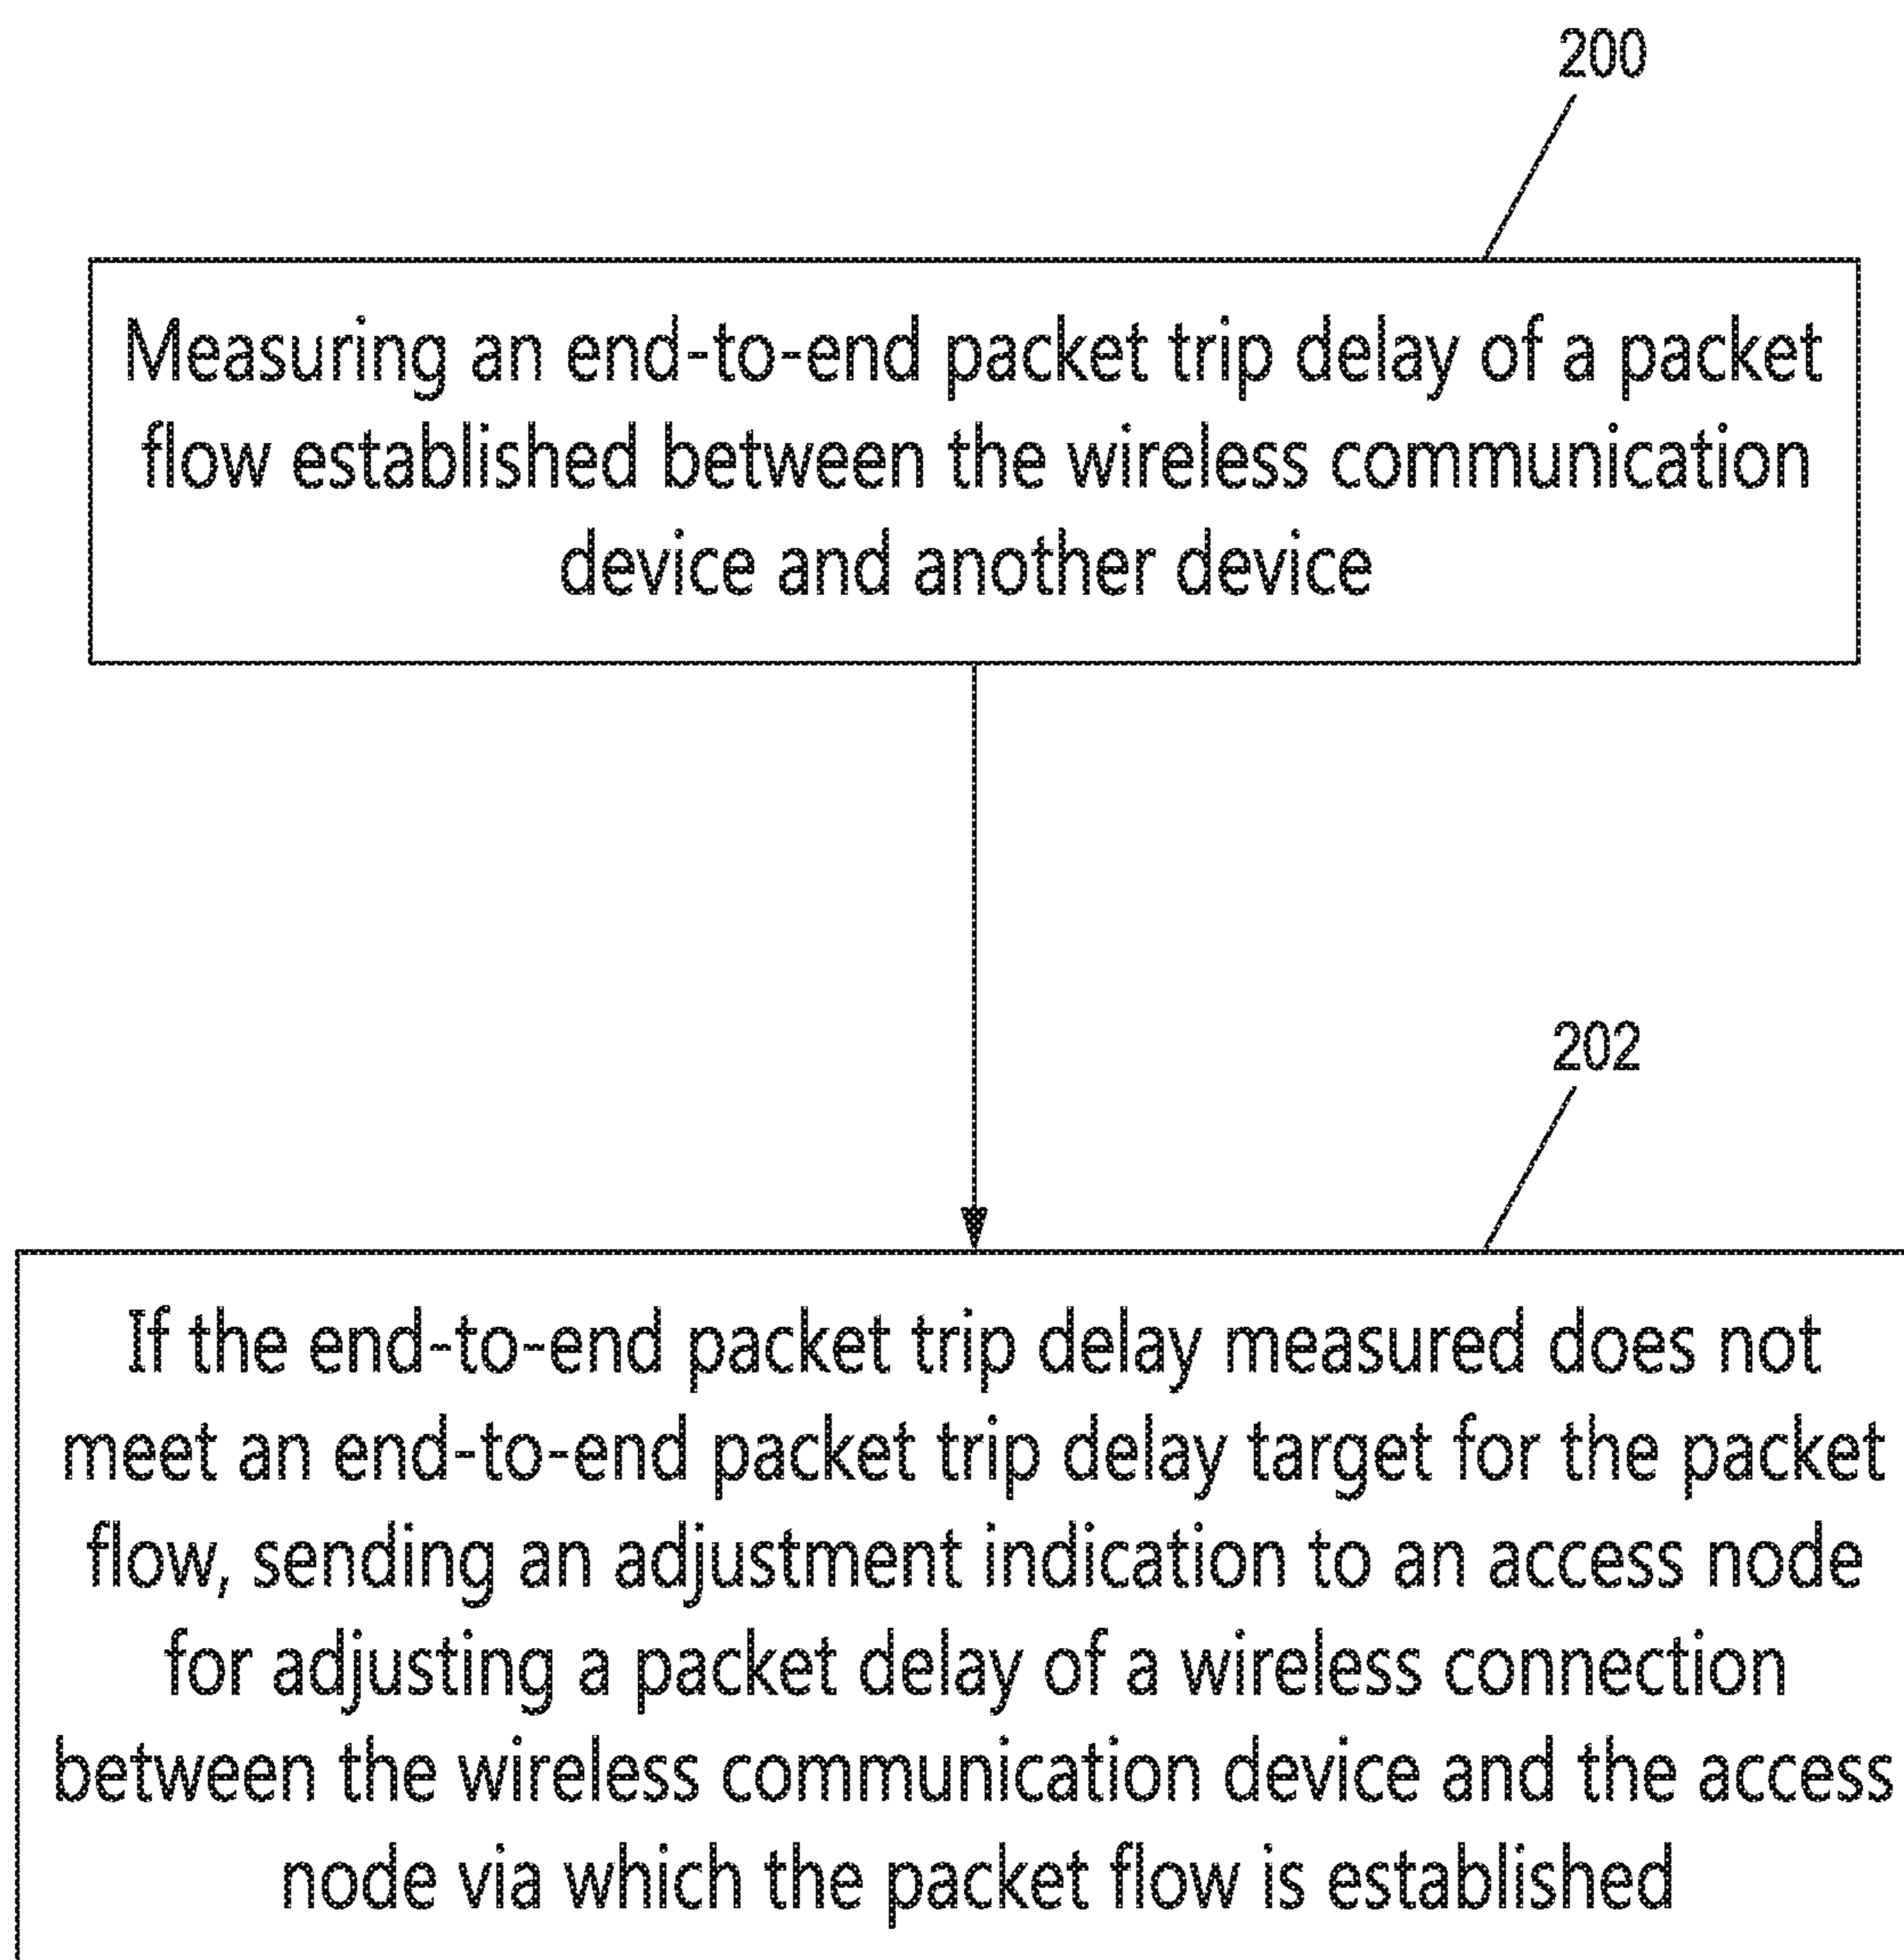 200
Measuring an end-to-end packet trip delay of a packet
flow established between the wireless communication
device and another device
202
If the end-to-end packet trip delay measured does not
meet an end-to-end packet trip delay target for the packet
flow, sending an adjustment indication to an access node
for adjusting a packet delay of a wireless connection
between the wireless communication device and the access
node via which the packet flow is established